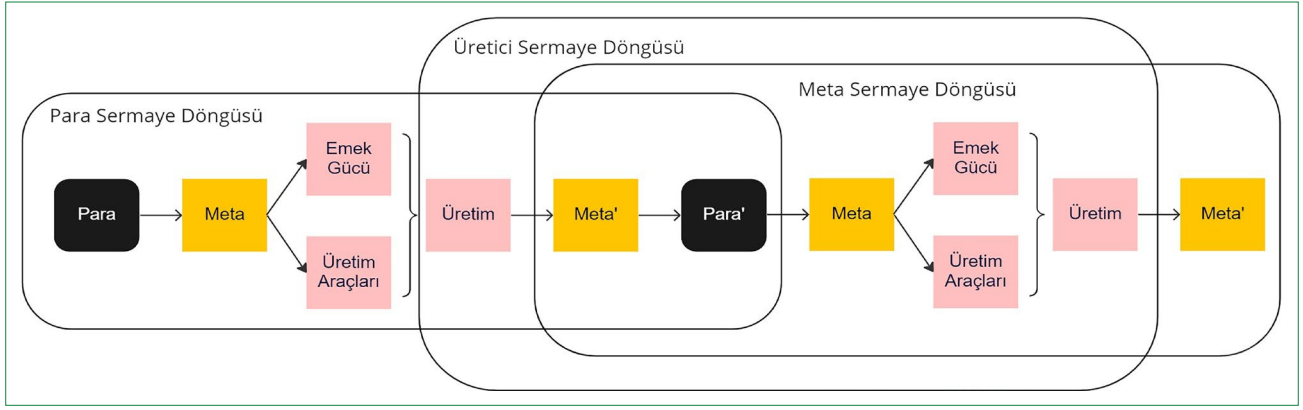 Üretici Sermaye Döngüsü
Meta Sermaye Döngüsü
Para Sermaye Döngüsü
Para
Meta
Emek
Gücü
Üretim
Araçları
Üretim
Meta'
Para'
Meta
Emek
Gücü
Üretim
Araçları
Üretim
Meta'